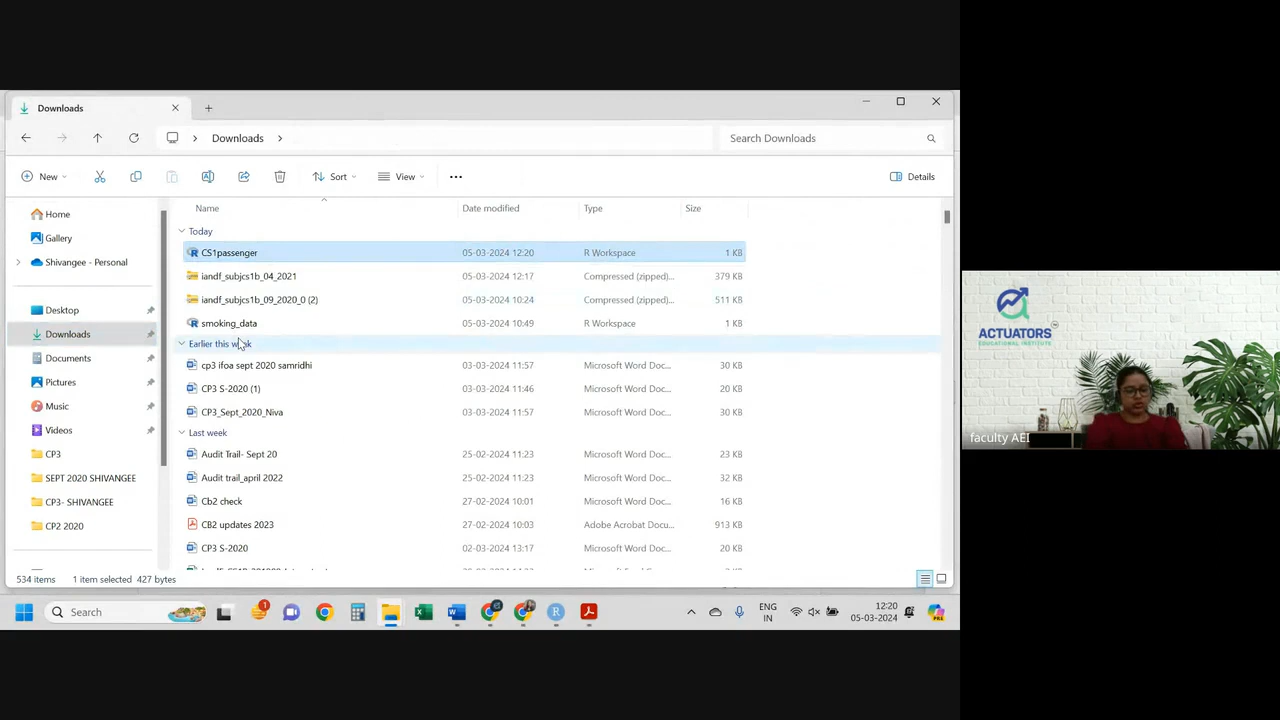 Downloads
Downloads
Search Downloads
New
Sort
View
Details
Home
Gallery
Shivangee - Personal
Desktop
Downloads
Documents
Pictures
Music
Videos
CP3
SEPT 2020 SHIVANGEE
CP3- SHIVANGEE
CP2 2020
Name Date modified Type Size
Today
CS1passenger 05-03-2024 12:20 R Workspace 1 KB
iandf_subjcs1b_04_2021 05-03-2024 12:17 Compressed (zipped)... 379 KB
iandf_subjcs1b_09_2020_0 (2) 05-03-2024 10:24 Compressed (zipped)... 511 KB
smoking_data 05-03-2024 10:49 R Workspace 1 KB
Earlier this week
cp3 ifoa sept 2020 samridhi 03-03-2024 11:57 Microsoft Word Doc... 30 KB
CP3 S-2020 (1) 03-03-2024 11:46 Microsoft Word Doc... 20 KB
CP3_Sept_2020_Niva 03-03-2024 11:57 Microsoft Word Doc... 30 KB
Last week
Audit Trail- Sept 20 25-02-2024 11:23 Microsoft Word Doc... 23 KB
Audit trail_april 2022 25-02-2024 11:23 Microsoft Word Doc... 32 KB
Cb2 check 27-02-2024 10:01 Microsoft Word Doc... 16 KB
CB2 updates 2023 27-02-2024 10:03 Adobe Acrobat Docu... 913 KB
CP3 S-2020 02-03-2024 13:17 Microsoft Word Doc... 20 KB
534 items 1 item selected 427 bytes
Search
ENG
IN
12:20
05-03-2024
ACTUATORS
EDUCATIONAL INSTITUTE
faculty AEI